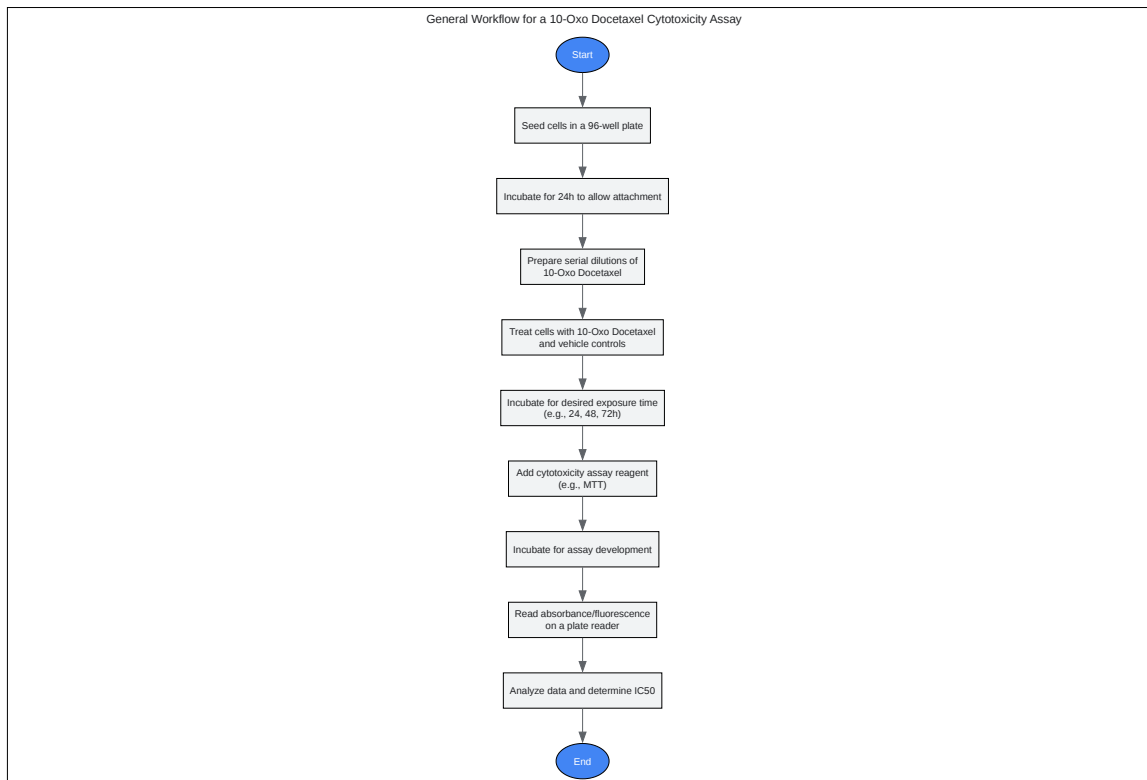 General Workflow for a 10-Oxo Docetaxel Cytotoxicity Assay
Start
Seed cells in a 96-well plate
Incubate for 24h to allow attachment
Prepare serial dilutions of
10-Oxo Docetaxel
Treat cells with 10-Oxo Docetaxel
and vehicle controls
Incubate for desired exposure time
(e.g., 24, 48, 72h)
Add cytotoxicity assay reagent
(e.g., MTT)
Incubate for assay development
Read absorbance/fluorescence
on a plate reader
Analyze data and determine IC50
End